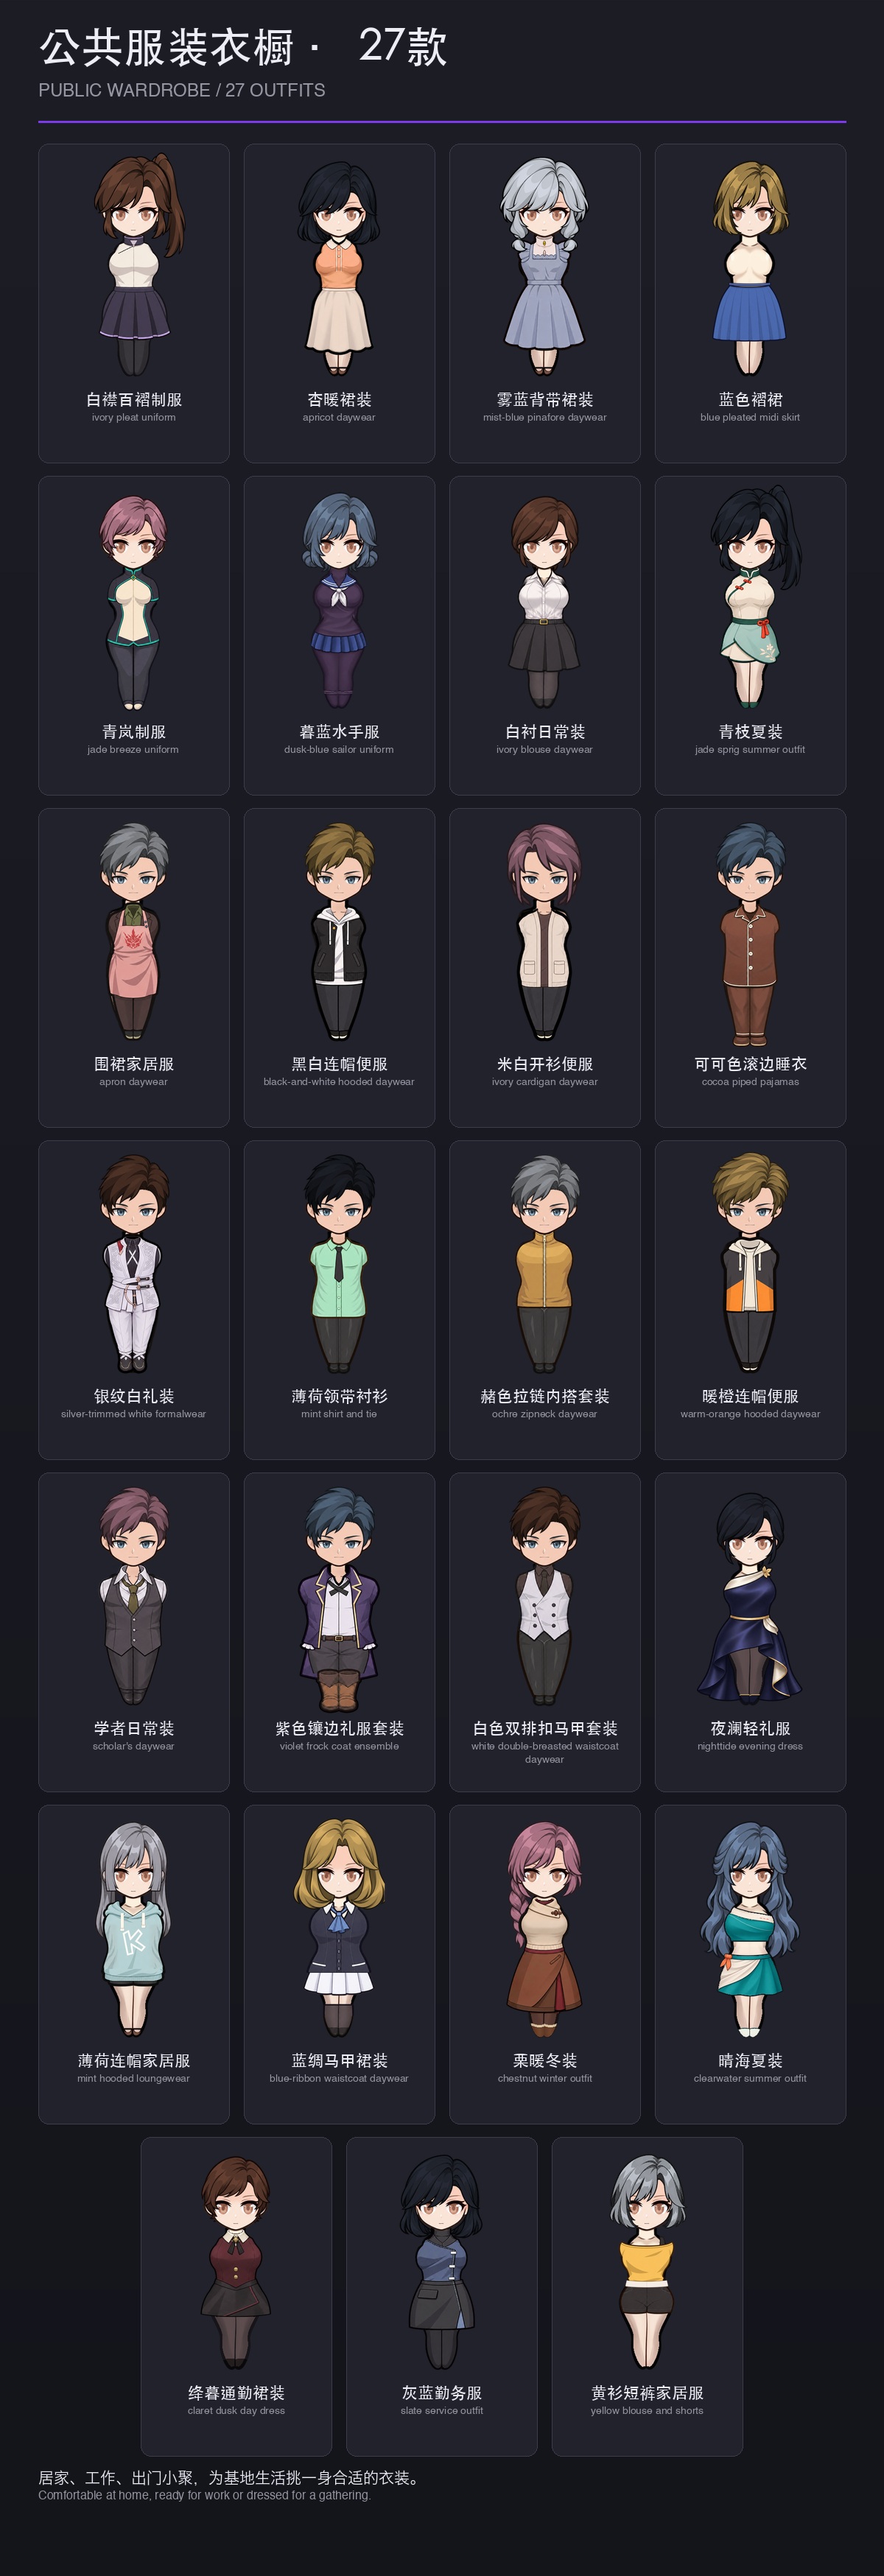 公共服装衣橱 · 27款
PUBLIC WARDROBE / 27 OUTFITS
白襟百褶制服
ivory pleat uniform
杏暖裙装
apricot daywear
雾蓝背带裙装
mist-blue pinafore daywear
蓝色褶裙
blue pleated midi skirt
青岚制服
jade breeze uniform
暮蓝水手服
dusk-blue sailor uniform
白衬日常装
ivory blouse daywear
青枝夏装
jade sprig summer outfit
围裙家居服
apron daywear
黑白连帽便服
black-and-white hooded daywear
米白开衫便服
ivory cardigan daywear
可可色滚边睡衣
cocoa piped pajamas
银纹白礼装
silver-trimmed white formalwear
薄荷领带衬衫
mint shirt and tie
赭色拉链内搭套装
ochre zipneck daywear
暖橙连帽便服
warm-orange hooded daywear
学者日常装
scholar's daywear
紫色镶边礼服套装
violet frock coat ensemble
白色双排扣马甲套装
white double-breasted waistcoat
daywear
夜澜轻礼服
nighttide evening dress
K
薄荷连帽家居服
mint hooded loungewear
蓝绸马甲裙装
blue-ribbon waistcoat daywear
栗暖冬装
chestnut winter outfit
晴海夏装
clearwater summer outfit
绛暮通勤裙装
claret dusk day dress
灰蓝勤务服
slate service outfit
黄衫短裤家居服
yellow blouse and shorts
居家、工作、出门小聚，为基地生活挑一身合适的衣装。
Comfortable at home, ready for work or dressed for a gathering.